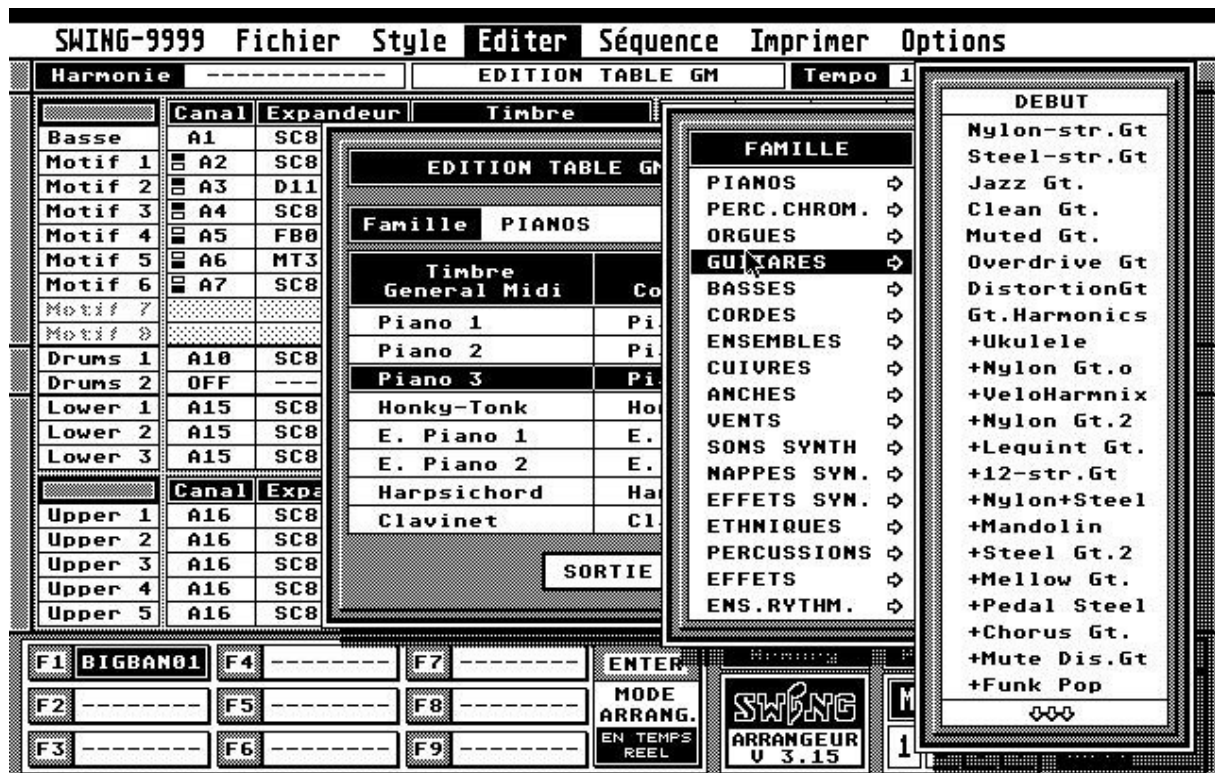 SWING-9999 Fichier Style Editer Séquence Imprimer Options
Harmonie ------------ EDITION TABLE GM Tempo 1
Canal Expandeur Timbre
Basse A1 SC8
Motif 1 A2 SC8
Motif 2 A3 D11
Motif 3 A4 SC8
Motif 4 A5 FB0
Motif 5 A6 MT3
Motif 6 A7 SC8
Motif 7
Motif 8
Drums 1 A10 SC8
Drums 2 OFF ---
Lower 1 A15 SC8
Lower 2 A15 SC8
Lower 3 A15 SC8
Canal Expa
Upper 1 A16 SC8
Upper 2 A16 SC8
Upper 3 A16 SC8
Upper 4 A16 SC8
Upper 5 A16 SC8
EDITION TABLE GM
Famille PIANOS
Timbre
General Midi Co
Piano 1 Pi
Piano 2 Pi
Piano 3 Pi
Honky-Tonk Ho
E. Piano 1 E.
E. Piano 2 E.
Harpsichord Ha
Clavinet Cl
SORTIE
FAMILLE
PIANOS
PERC.CHROM.
ORGUES
GUITARES
BASSES
CORDES
ENSEMBLES
CUIVRES
ANCHES
VENTS
SONS SYNTH
NAPPES SYN.
EFFETS SYN.
ETHNIQUES
PERCUSSIONS
EFFETS
ENS.RYTHM.
DEBUT
Nylon-str.Gt
Steel-str.Gt
Jazz Gt.
Clean Gt.
Muted Gt.
Overdrive Gt
DistortionGt
Gt.Harmonics
+Ukulele
+Nylon Gt.o
+VeloHarmnix
+Nylon Gt.2
+Lequint Gt.
+12-str.Gt
+Nylon+Steel
+Mandolin
+Steel Gt.2
+Mellow Gt.
+Pedal Steel
+Chorus Gt.
+Mute Dis.Gt
+Funk Pop
F1 BIGBAN01 F4 -------- F7 --------
F2 -------- F5 -------- F8 --------
F3 -------- F6 -------- F9 --------
ENTER
MODE
ARRANG.
EN TEMPS
REEL
Harmony
SWING
ARRANGEUR
V 3.15
M
1